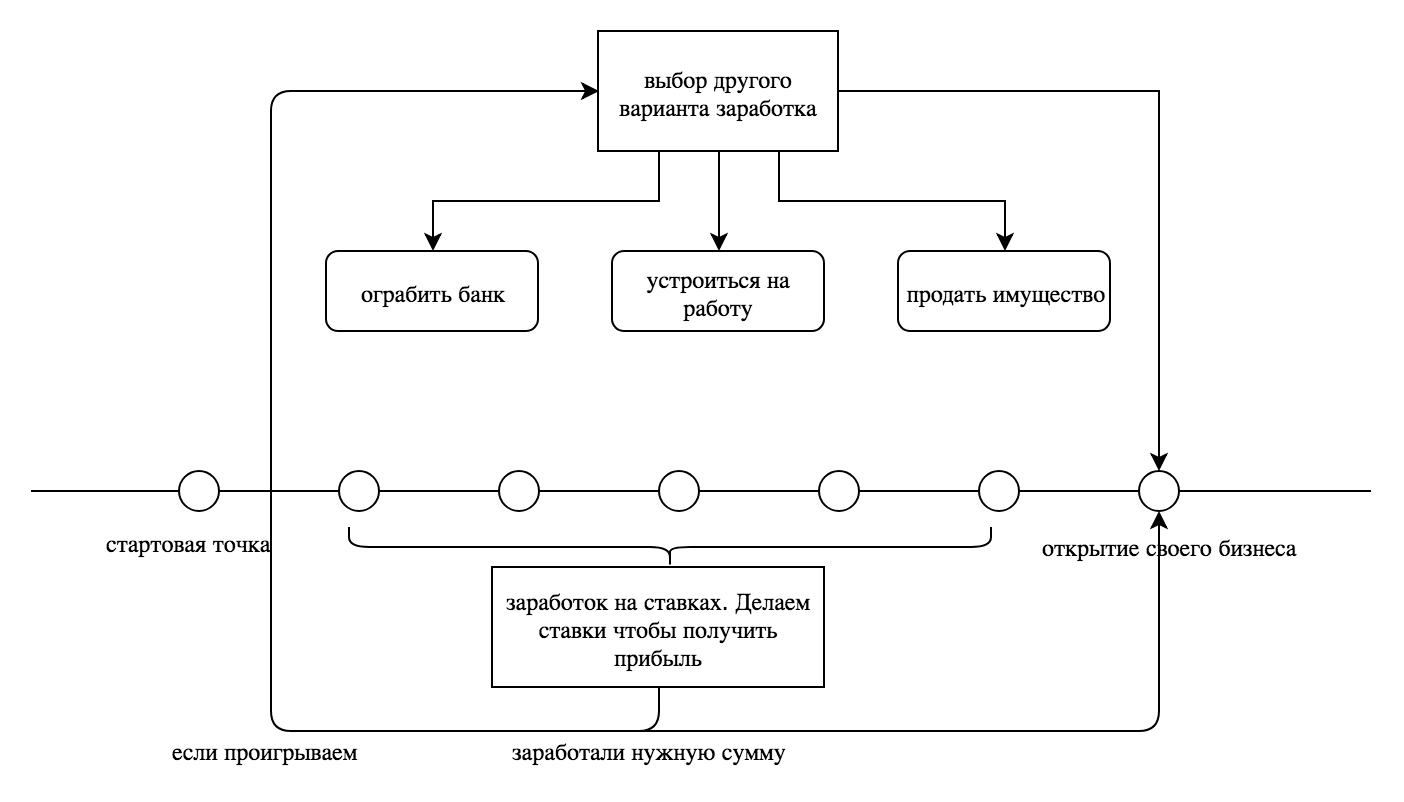 выбор другого
варианта заработка
ограбить банк
устроиться на
работу
продать имущество
стартовая точка
открытие своего бизнеса
заработок на ставках. Делаем
ставки чтобы получить
прибыль
если проигрываем
заработали нужную сумму